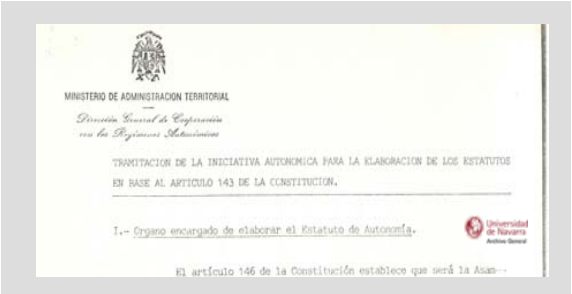 MINISTERIO DE ADMINISTRACION TERRITORIAL
Dirección General de Cooperación
con los Regímenes Autonómicos
TRAMITACION DE LA INICIATIVA AUTONOMICA PARA LA ELABORACION DE LOS ESTATUTOS
EN BASE AL ARTICULO 143 DE LA CONSTITUCION.
I.- Organo encargado de elaborar el Estatuto de Autonomía.
Universidad
de Navarra
Archivo General
El artículo 146 de la Constitución establece que será la Asam--